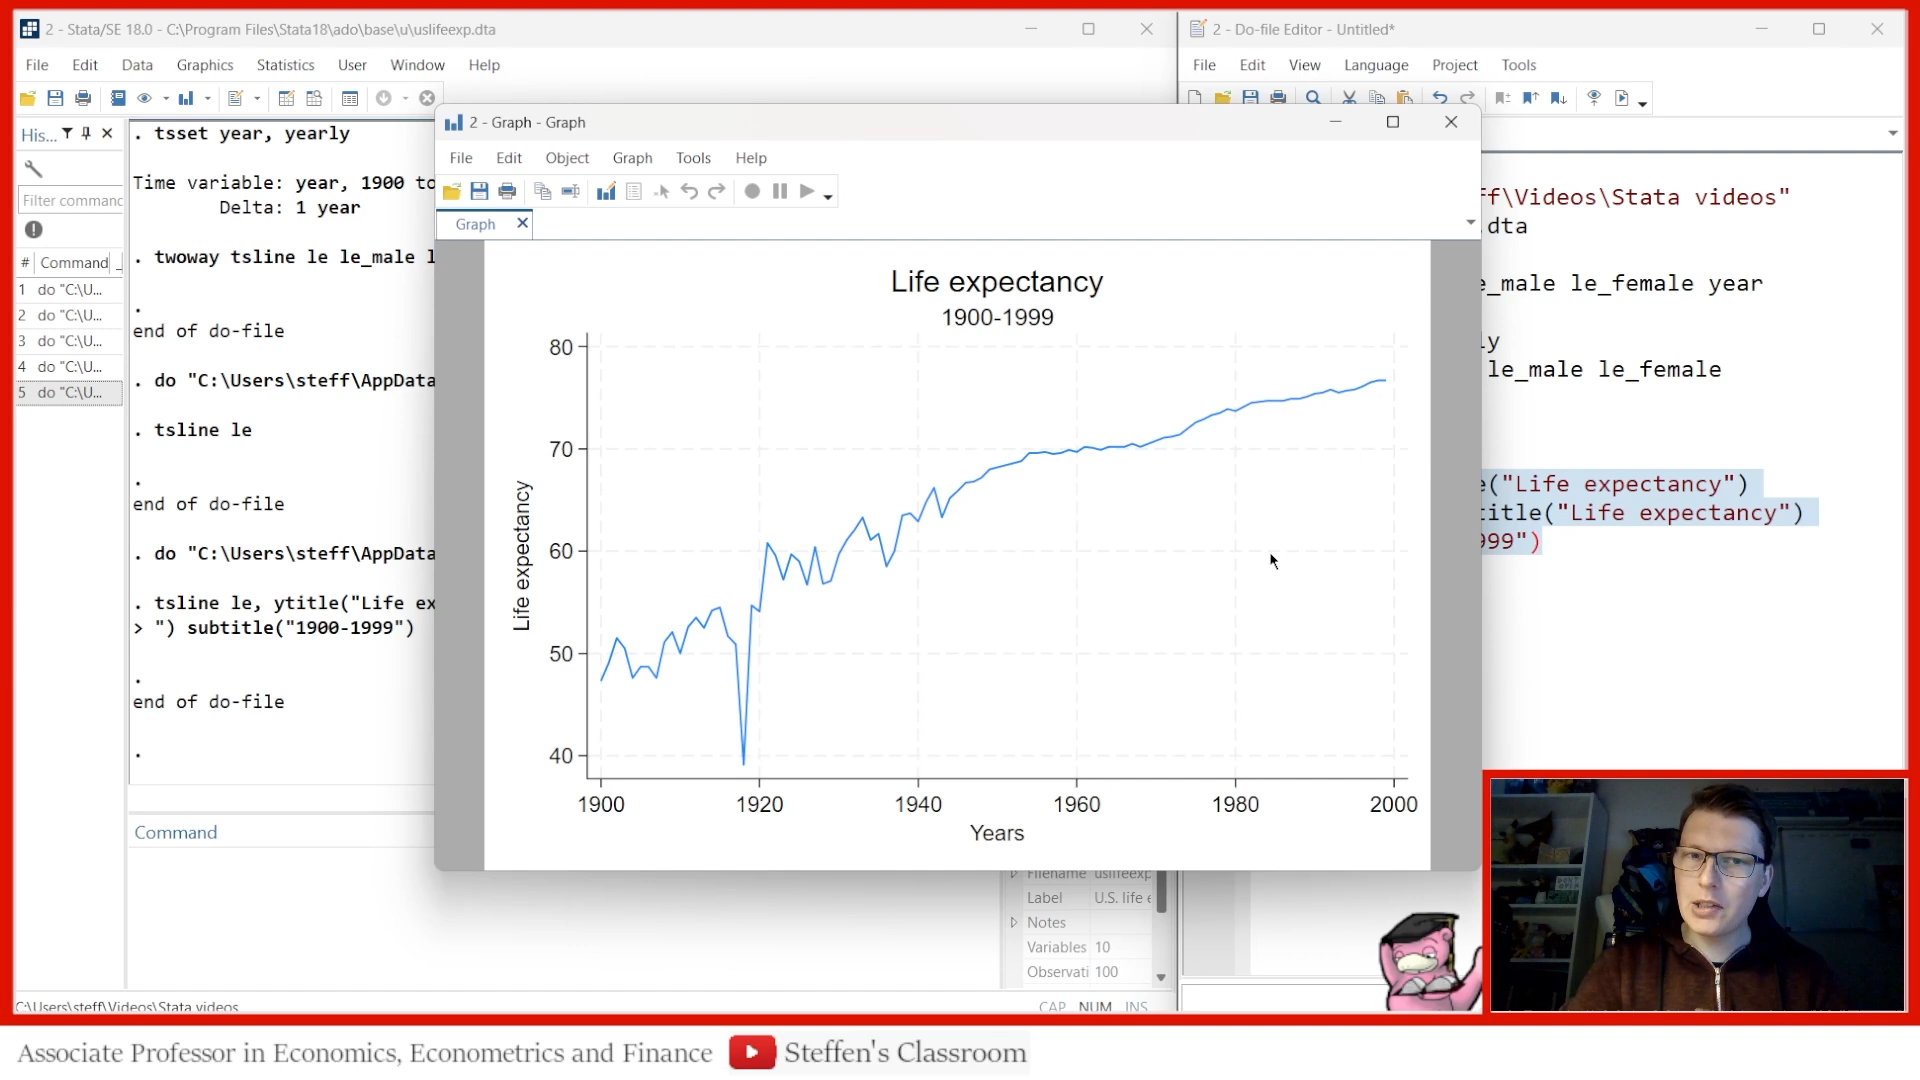 2 - Stata/SE 18.0 - C:\Program Files\Stata18\ado\base\u\uslifeexp.dta
File Edit Data Graphics Statistics User Window Help
His...
Filter command
# Command
1 do "C:\U...
2 do "C:\U...
3 do "C:\U...
4 do "C:\U...
5 do "C:\U...
. tsset year, yearly
Time variable: year, 1900 to
Delta: 1 year
. twoway tsline le le_male l
.
end of do-file
. do "C:\Users\steff\AppData
. tsline le
.
end of do-file
. do "C:\Users\steff\AppData
. tsline le, ytitle("Life ex
> ") subtitle("1900-1999")
.
end of do-file
.
Command
2 - Graph - Graph
File Edit Object Graph Tools Help
Graph
Life expectancy
1900-1999
80
70
60
50
40
Life expectancy
1900 1920 1940 1960 1980 2000
Years
Filename uslifeexp
Label U.S. life e
Notes
Variables 10
Observati 100
C:\Users\steff\Videos\Stata videos
CAP NUM INS
2 - Do-file Editor - Untitled*
File Edit View Language Project Tools
ff\Videos\Stata videos"
.dta
e_male le_female year
ly
le_male le_female
e("Life expectancy")
title("Life expectancy")
999")
Associate Professor in Economics, Econometrics and Finance
Steffen's Classroom